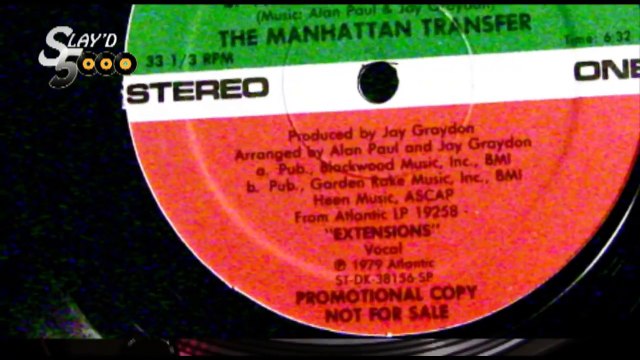 SLAY'D
5000
(Music: Alan Paul & Jay Graydon)
THE MANHATTAN TRANSFER
Time: 6:32
33 1/3 RPM
STEREO
ONE
Produced by Jay Graydon
Arranged by Alan Paul and Jay Graydon
a. Pub., Blackwood Music, Inc., BMI
b. Pub., Garden Rake Music, Inc., BMI
Heen Music, ASCAP
From Atlantic LP 19258 -
"EXTENSIONS"
Vocal
℗ 1979 Atlantic
ST-DK-38156-SP
PROMOTIONAL COPY
NOT FOR SALE